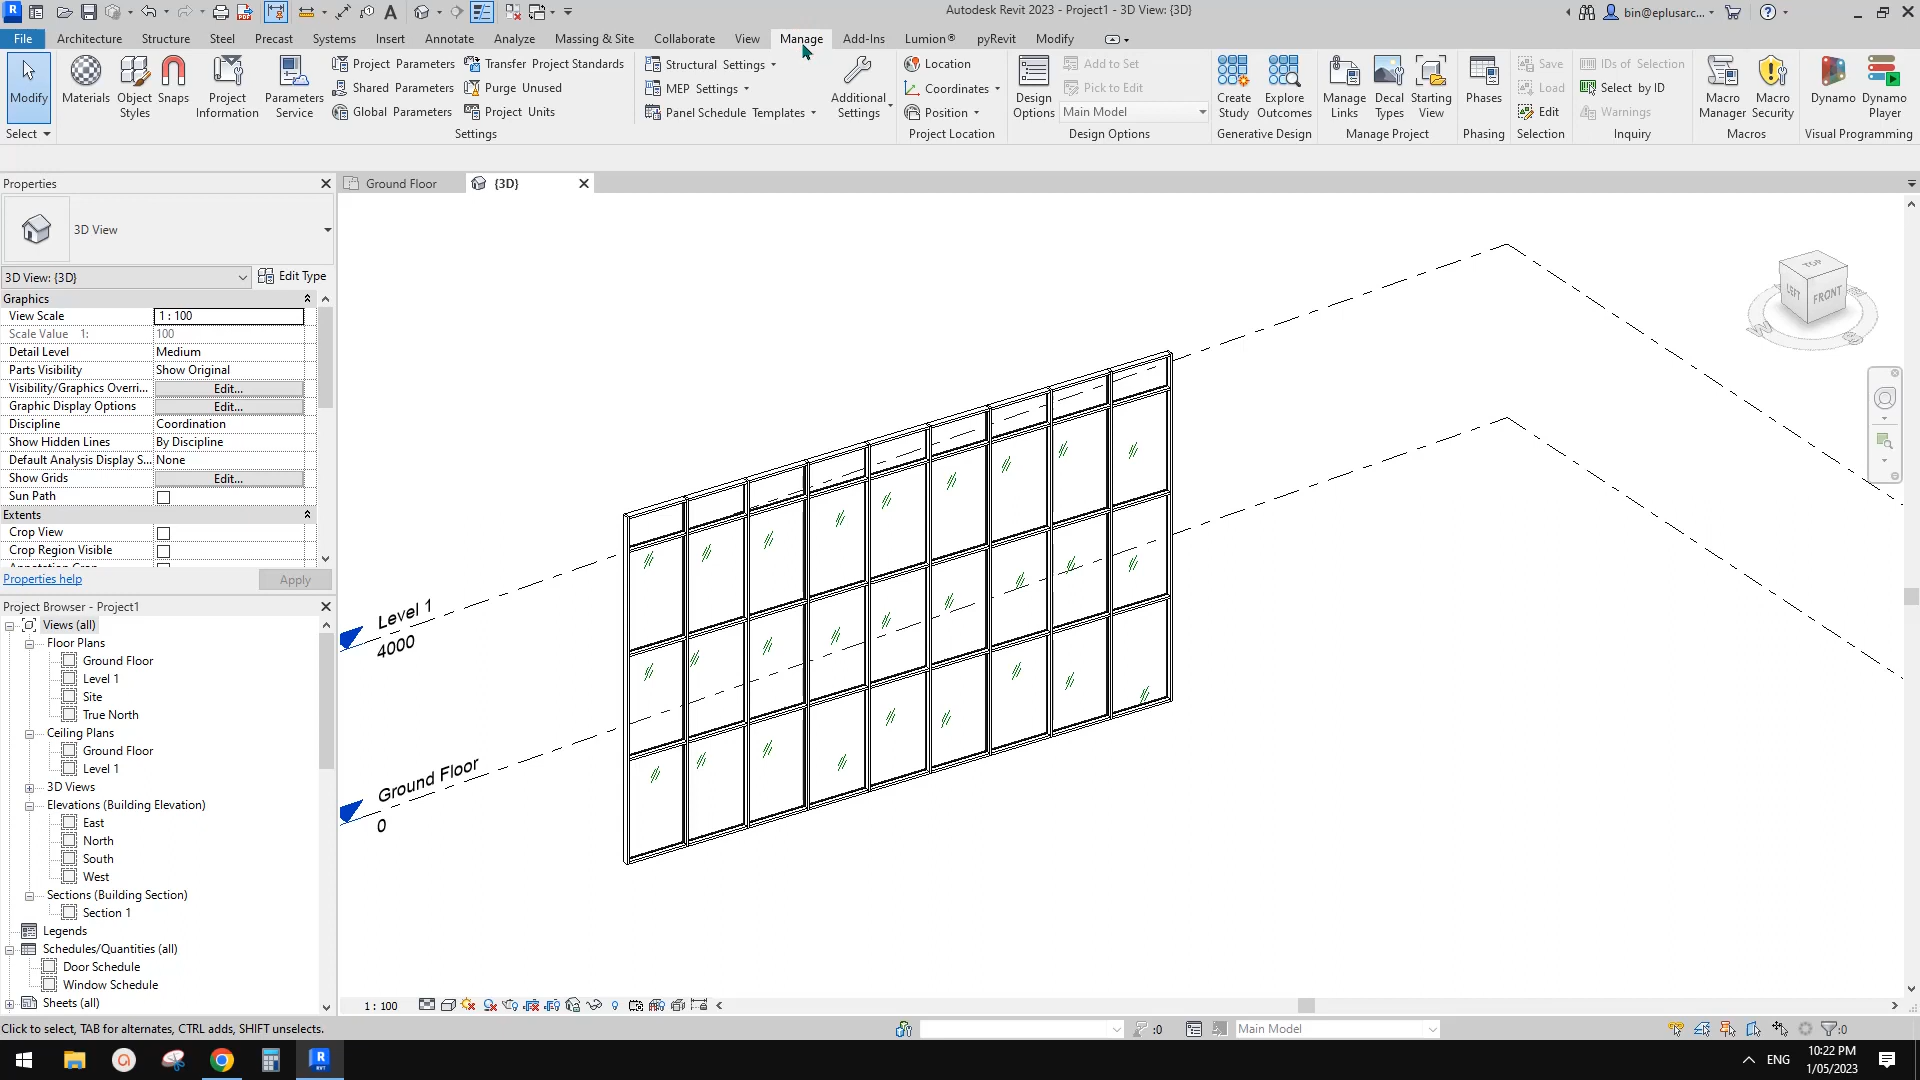 Autodesk Revit 2023 - Project1 - 3D View: {3D}
bin@eplusarc...
File Architecture Structure Steel Precast Systems Insert Annotate Analyze Massing & Site Collaborate View Manage Add-Ins Lumion® pyRevit Modify
Modify
Select
Materials
Object Styles
Snaps
Project Information
Parameters Service
Project Parameters
Shared Parameters
Global Parameters
Transfer Project Standards
Purge Unused
Project Units
Settings
Structural Settings
MEP Settings
Panel Schedule Templates
Additional Settings
Location
Coordinates
Position
Project Location
Design Options
Add to Set
Pick to Edit
Main Model
Design Options
Create Study
Explore Outcomes
Generative Design
Manage Links
Decal Types
Starting View
Manage Project
Phases
Phasing
Save
Load
Edit
Selection
IDs of Selection
Select by ID
Warnings
Inquiry
Macro Manager
Macro Security
Macros
Dynamo
Dynamo Player
Visual Programming
Properties
3D View
3D View: {3D}
Edit Type
Graphics
View Scale 1 : 100
Scale Value 1: 100
Detail Level Medium
Parts Visibility Show Original
Visibility/Graphics Overri... Edit...
Graphic Display Options Edit...
Discipline Coordination
Show Hidden Lines By Discipline
Default Analysis Display S... None
Show Grids Edit...
Sun Path
Extents
Crop View
Crop Region Visible
Properties help
Apply
Project Browser - Project1
Views (all)
Floor Plans
Ground Floor
Level 1
Site
True North
Ceiling Plans
Ground Floor
Level 1
3D Views
Elevations (Building Elevation)
East
North
South
West
Sections (Building Section)
Section 1
Legends
Schedules/Quantities (all)
Door Schedule
Window Schedule
Sheets (all)
Ground Floor
{3D}
TOP
LEFT
FRONT
W
Level 1
4000
Ground Floor
0
1 : 100
Click to select, TAB for alternates, CTRL adds, SHIFT unselects.
:0
Main Model
:0
ENG
10:22 PM
1/05/2023